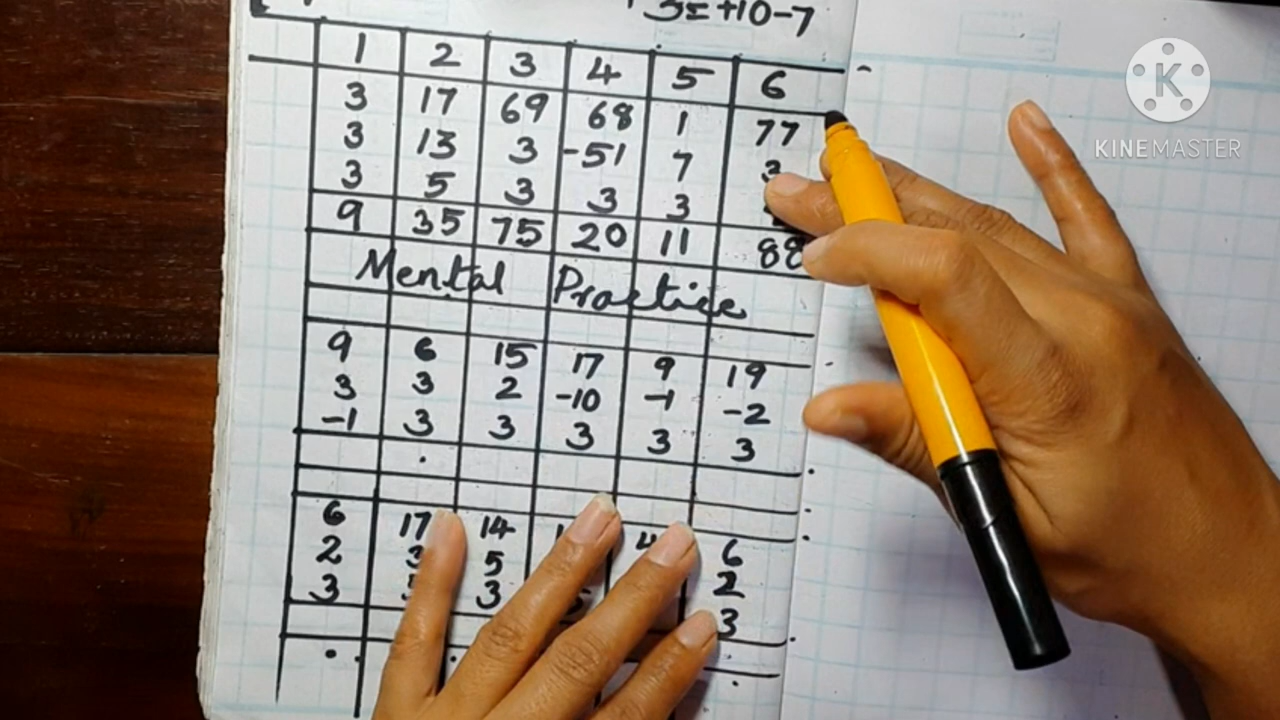 3=+10-7
K
KINEMASTER
1 2 3 4 5 6
3 17 69 68 1 77
3 13 3 -51 7 3
3 5 3 3 3
9 35 75 20 11 88
Mental Practice
9 6 15 17 9 19
3 3 2 -10 -1 -2
-1 3 3 3 3 3
6 17 14 4 6
2 3 5 2
3 3 3